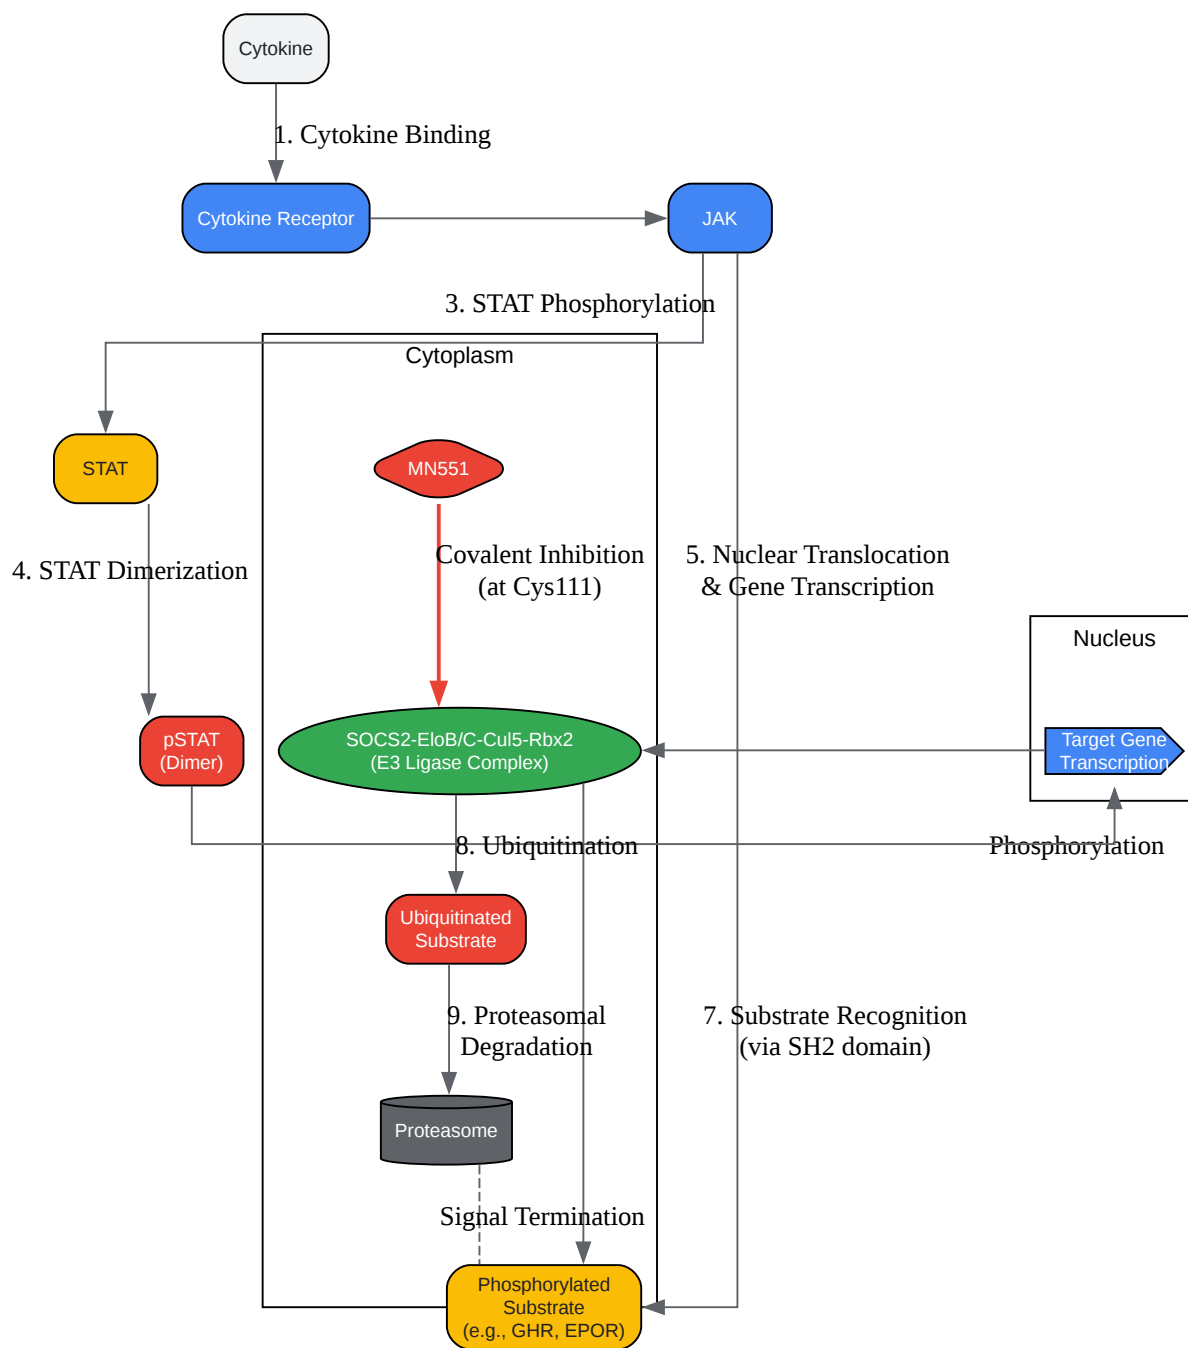 Cytokine
1. Cytokine Binding
Cytokine Receptor
JAK
3. STAT Phosphorylation
Cytoplasm
STAT
MN551
4. STAT Dimerization
Covalent Inhibition
(at Cys111)
5. Nuclear Translocation
& Gene Transcription
Nucleus
pSTAT
(Dimer)
SOCS2-EloB/C-Cul5-Rbx2
(E3 Ligase Complex)
Target Gene
Transcription
8. Ubiquitination
Phosphorylation
Ubiquitinated
Substrate
9. Proteasomal
Degradation
7. Substrate Recognition
(via SH2 domain)
Proteasome
Signal Termination
Phosphorylated
Substrate
(e.g., GHR, EPOR)